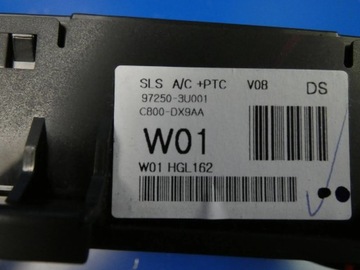 SLS A/C +PTC V08 DS
97250-3U001
C800-DX9AA
W01
W01 HGL162